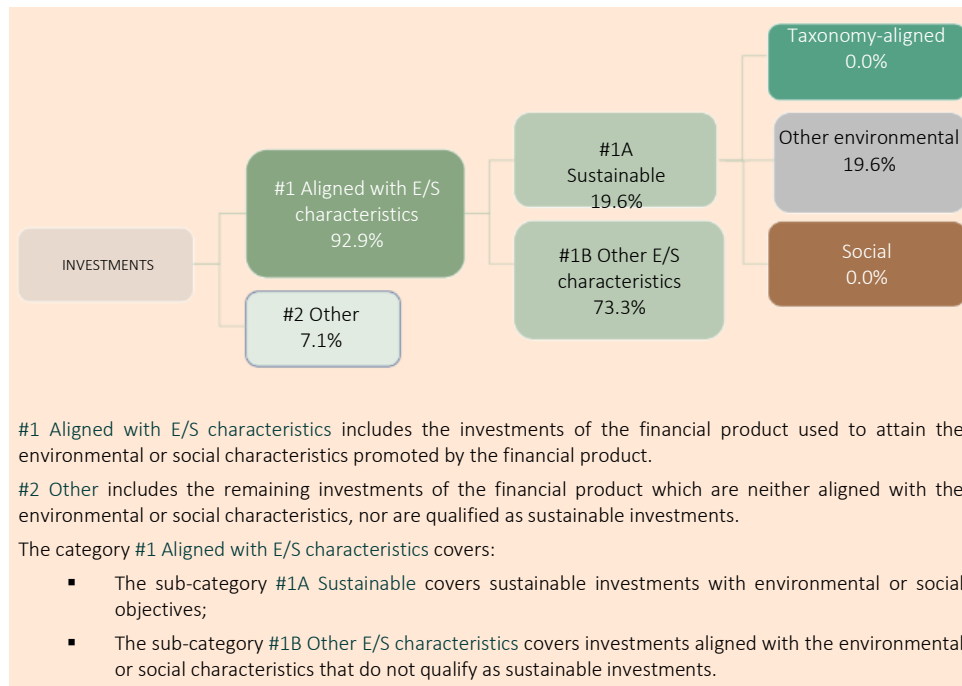 Taxonomy-aligned
0.0%
#1A
Sustainable
19.6%
Other environmental
19.6%
#1 Aligned with E/S
characteristics
92.9%
INVESTMENTS
#1B Other E/S
characteristics
73.3%
Social
0.0%
#2 Other
7.1%
#1 Aligned with E/S characteristics includes the investments of the financial product used to attain the
environmental or social characteristics promoted by the financial product.
#2 Other includes the remaining investments of the financial product which are neither aligned with the
environmental or social characteristics, nor are qualified as sustainable investments.
The category #1 Aligned with E/S characteristics covers:
▪ The sub-category #1A Sustainable covers sustainable investments with environmental or social
objectives;
▪ The sub-category #1B Other E/S characteristics covers investments aligned with the environmental
or social characteristics that do not qualify as sustainable investments.